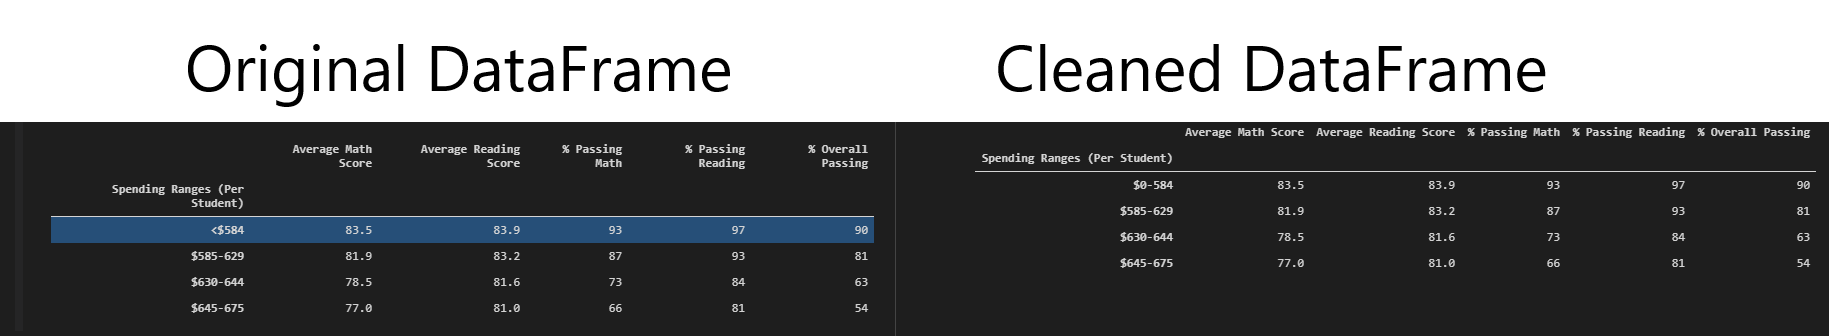 Original DataFrame
Cleaned DataFrame
Average Math Average Reading % Passing % Passing % Overall
Score Score Math Reading Passing
Spending Ranges (Per
Student)
<$584 83.5 83.9 93 97 90
$585-629 81.9 83.2 87 93 81
$630-644 78.5 81.6 73 84 63
$645-675 77.0 81.0 66 81 54
Average Math Score Average Reading Score % Passing Math % Passing Reading % Overall Passing
Spending Ranges (Per Student)
$0-584 83.5 83.9 93 97 90
$585-629 81.9 83.2 87 93 81
$630-644 78.5 81.6 73 84 63
$645-675 77.0 81.0 66 81 54